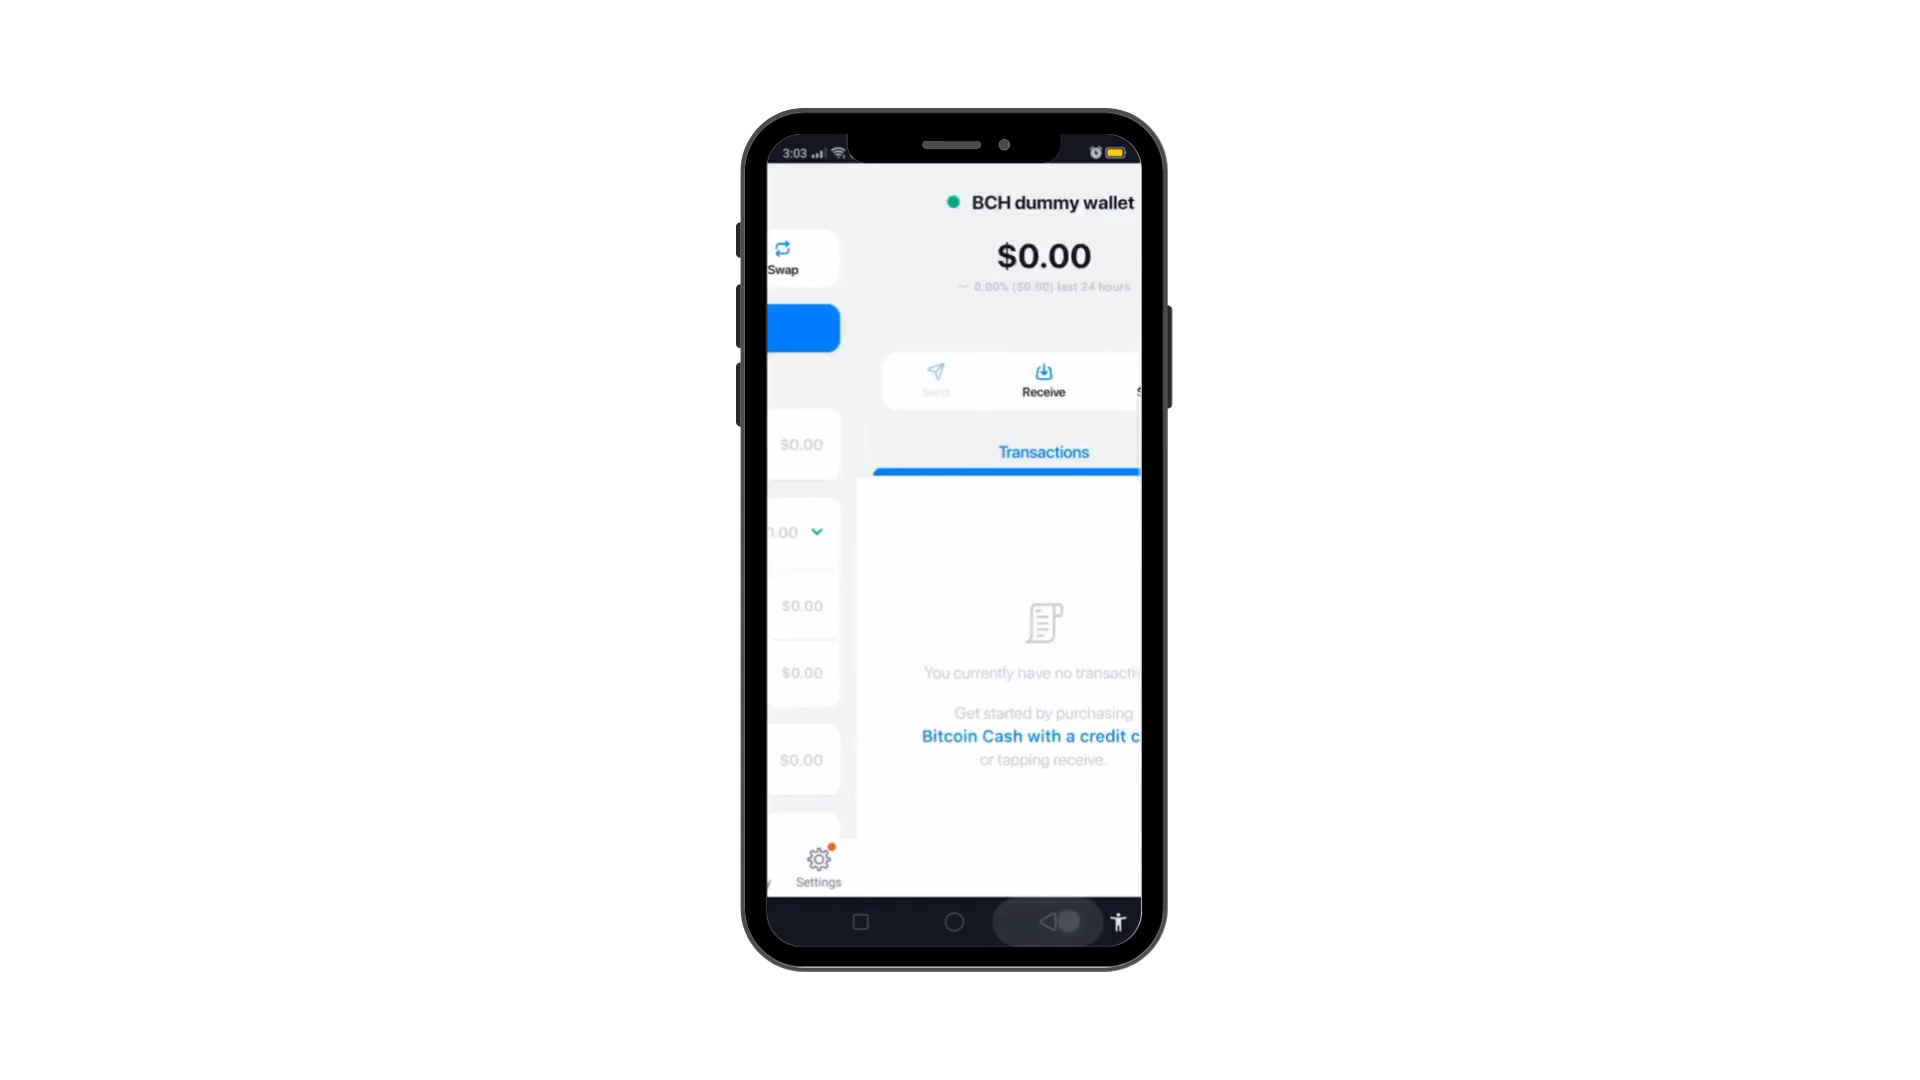 3:03
BCH dummy wallet
$0.00
~ 0.00% ($0.00) last 24 hours
Swap
Send
Receive
Transactions
$0.00
.00
$0.00
$0.00
$0.00
You currently have no transacti
Get started by purchasing
Bitcoin Cash with a credit c
or tapping receive.
Settings